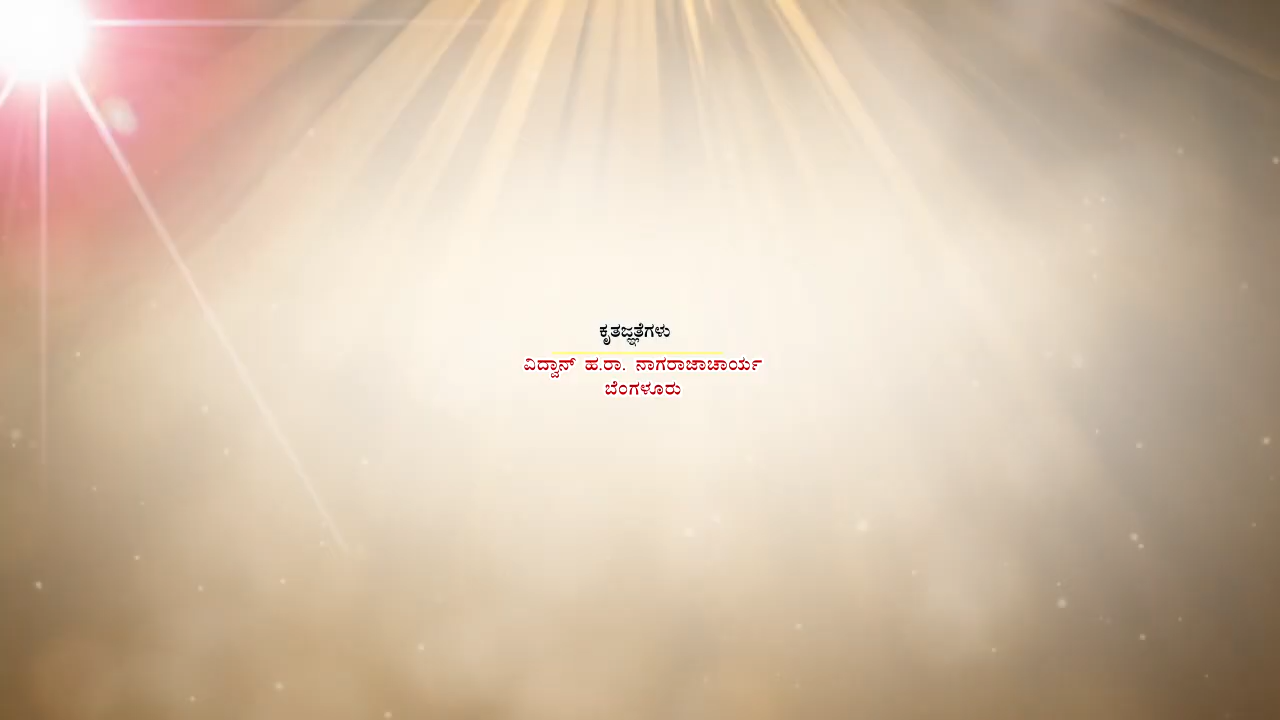 ಕೃತಜ್ಞತೆಗಳು
ವಿದ್ವಾನ್ ಹ.ರಾ. ನಾಗರಾಜಾಚಾರ್ಯ
ಬೆಂಗಳೂರು